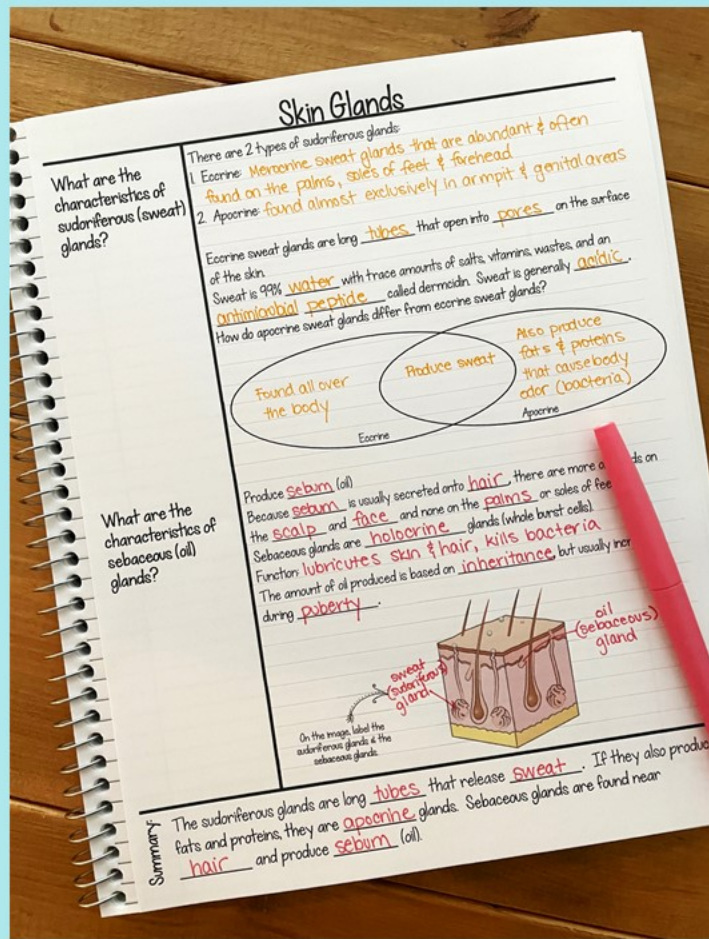 Skin Glands
What are the
characteristics of
sudoriferous (sweat)
glands?
There are 2 types of sudoriferous glands:
1. Eccrine: Merocrine sweat glands that are abundant & often
found on the palms, soles of feet & forehead
2. Apocrine: found almost exclusively in armpit & genital areas
Eccrine sweat glands are long tubes that open into pores on the surface
of the skin.
Sweat is 99% water with trace amounts of salts, vitamins, wastes, and an
antimicrobial peptide called dermcidin. Sweat is generally acidic.
How do apocrine sweat glands differ from eccrine sweat glands?
Found all over
the body
Eccrine
Produce sweat
Also produce
fats & proteins
that cause body
odor (bacteria)
Apocrine
What are the
characteristics of
sebaceous (oil)
glands?
Produce sebum (oil)
Because sebum is usually secreted onto hair, there are more on
the scalp and face and none on the palms or soles of
Sebaceous glands are holocrine glands (whole burst cells).
Function: lubricates skin & hair, kills bacteria
The amount of oil produced is based on inheritance, but usually
during puberty.
sweat
(sudoriferous)
gland
oil
(sebaceous)
gland
On the image, label the
sudoriferous glands & the
sebaceous glands.
Summary:
The sudoriferous glands are long tubes that release sweat. If they also
fats and proteins, they are apocrine glands. Sebaceous glands are found near
hair and produce sebum (oil).